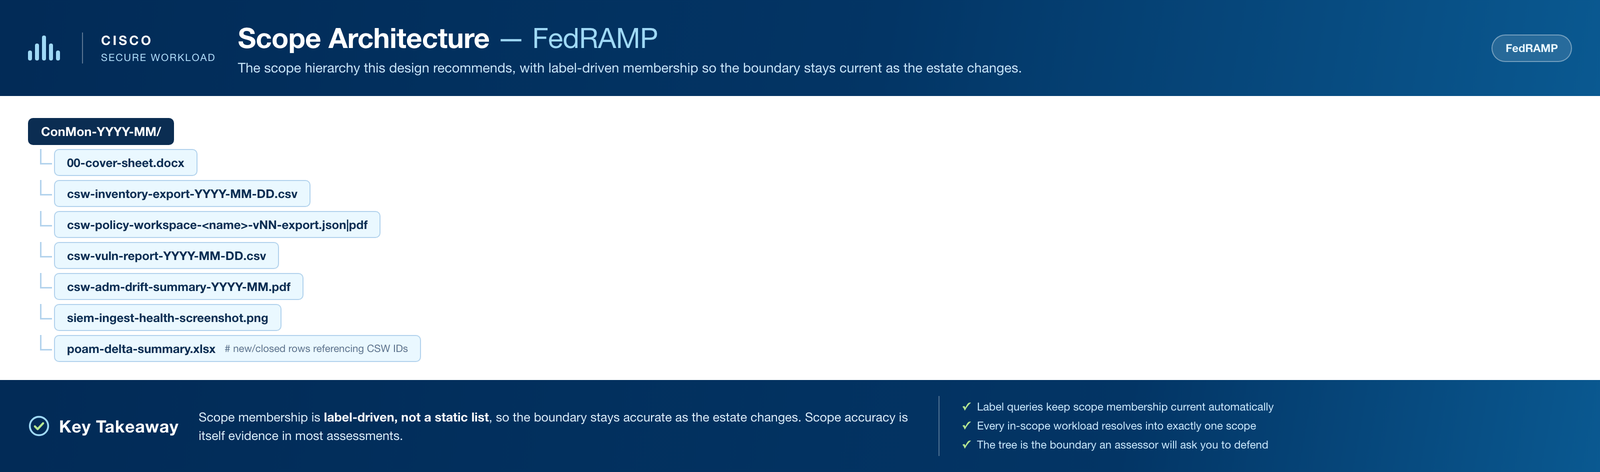 CISCO
SECURE WORKLOAD
Scope Architecture — FedRAMP
The scope hierarchy this design recommends, with label-driven membership so the boundary stays current as the estate changes.
FedRAMP
ConMon-YYYY-MM/
00-cover-sheet.docx
csw-inventory-export-YYYY-MM-DD.csv
csw-policy-workspace-<name>-vNN-export.json|pdf
csw-vuln-report-YYYY-MM-DD.csv
csw-adm-drift-summary-YYYY-MM.pdf
siem-ingest-health-screenshot.png
poam-delta-summary.xlsx # new/closed rows referencing CSW IDs
Key Takeaway
Scope membership is label-driven, not a static list, so the boundary stays accurate as the estate changes. Scope accuracy is
itself evidence in most assessments.
✓ Label queries keep scope membership current automatically
✓ Every in-scope workload resolves into exactly one scope
✓ The tree is the boundary an assessor will ask you to defend